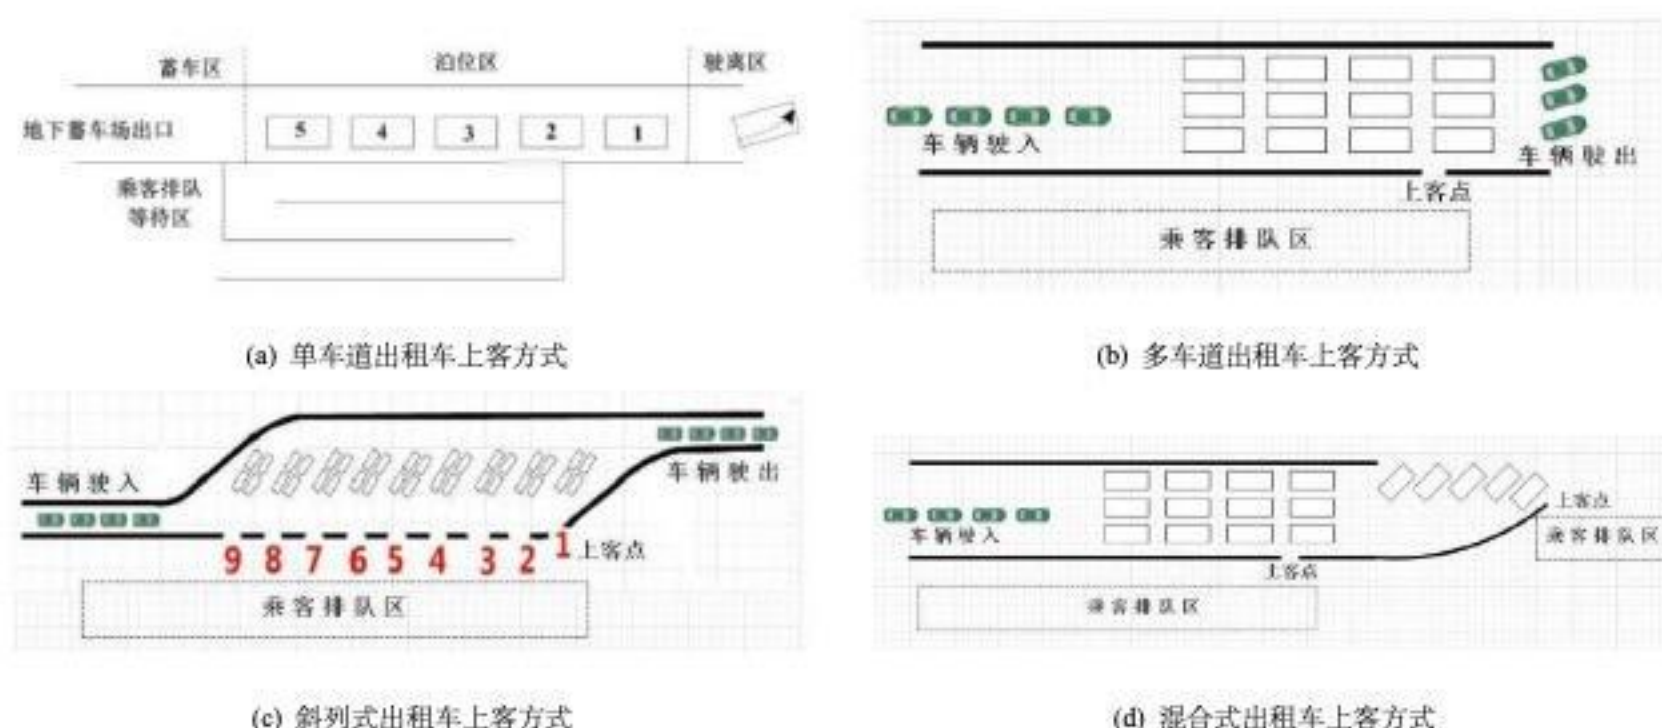 蓄车区 泊位区 驶离区
地下蓄车场出口 5 4 3 2 1
乘客排队
等待区
(a) 单车道出租车上客方式
车辆驶入
车辆驶出
上客点
乘客排队区
(b) 多车道出租车上客方式
车辆驶入
车辆驶出
9 8 7 6 5 4 3 2 1 上客点
乘客排队区
(c) 斜列式出租车上客方式
上客点
车辆驶入
乘客排队区
上客点
乘客排队区
(d) 混合式出租车上客方式